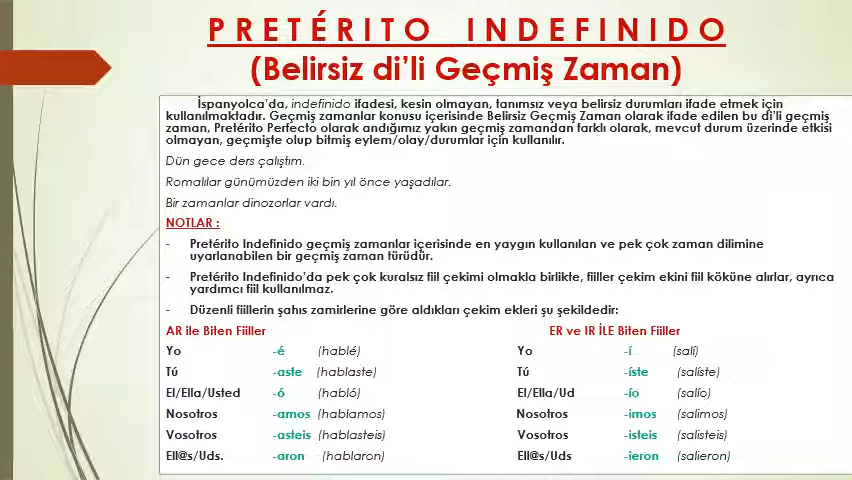 PRETÉRITO INDEFINIDO
(Belirsiz di’li Geçmiş Zaman)
İspanyolca’da, indefinido ifadesi, kesin olmayan, tanımsız veya belirsiz durumları ifade etmek için
kullanılmaktadır. Geçmiş zamanlar konusu içerisinde Belirsiz Geçmiş Zaman olarak ifade edilen bu di’li geçmiş
zaman, Pretérito Perfecto olarak andığımız yakın geçmiş zamandan farklı olarak, mevcut durum üzerinde etkisi
olmayan, geçmişte olup bitmiş eylem/olay/durumlar için kullanılır.
Dün gece ders çalıştım.
Romalılar günümüzden iki bin yıl önce yaşadılar.
Bir zamanlar dinozorlar vardı.
NOTLAR :
- Pretérito Indefinido geçmiş zamanlar içerisinde en yaygın kullanılan ve pek çok zaman dilimine
uyarlanabilen bir geçmiş zaman türüdür.
- Pretérito Indefinido’da pek çok kuralsız fiil çekimi olmakla birlikte, fiiller çekim ekini fiil köküne alırlar, ayrıca
yardımcı fiil kullanılmaz.
- Düzenli fiillerin şahıs zamirlerine göre aldıkları çekim ekleri şu şekildedir:
AR ile Biten Fiiller ER ve IR İLE Biten Fiiller
Yo -é (hablé) Yo -í (salí)
Tú -aste (hablaste) Tú -íste (salíste)
El/Ella/Usted -ó (habló) El/Ella/Ud -ío (salío)
Nosotros -amos (hablamos) Nosotros -imos (salimos)
Vosotros -asteis (hablasteis) Vosotros -isteis (salisteis)
Ell@s/Uds. -aron (hablaron) Ell@s/Uds -ieron (salieron)